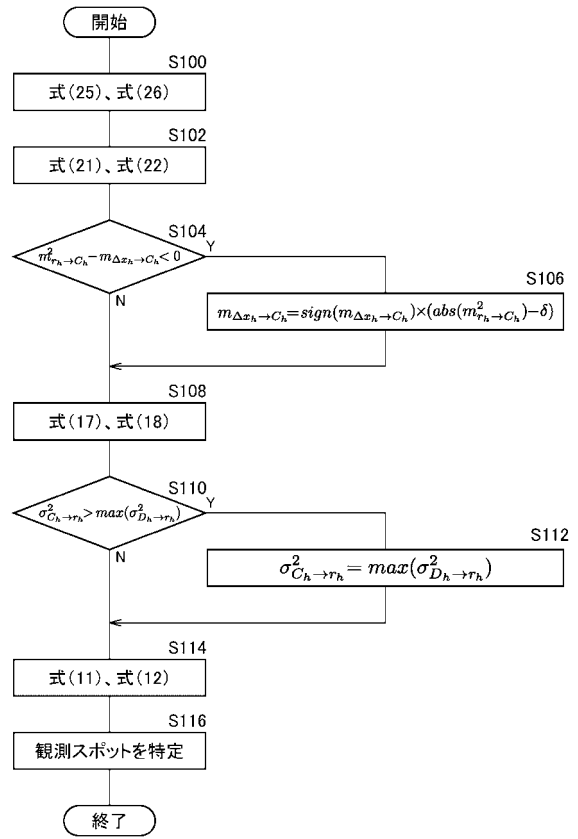 開始
S100
式(25)、式(26)
S102
式(21)、式(22)
S104
m²_{r_h→C_h}−m_{Δx_h→C_h}<0
Y
N
S106
m_{Δx_h→C_h}=sign(m_{Δx_h→C_h})×(abs(m²_{r_h→C_h})−δ)
S108
式(17)、式(18)
S110
σ²_{C_h→r_h}>max(σ²_{D_h→r_h})
Y
N
S112
σ²_{C_h→r_h}=max(σ²_{D_h→r_h})
S114
式(11)、式(12)
S116
観測スポットを特定
終了